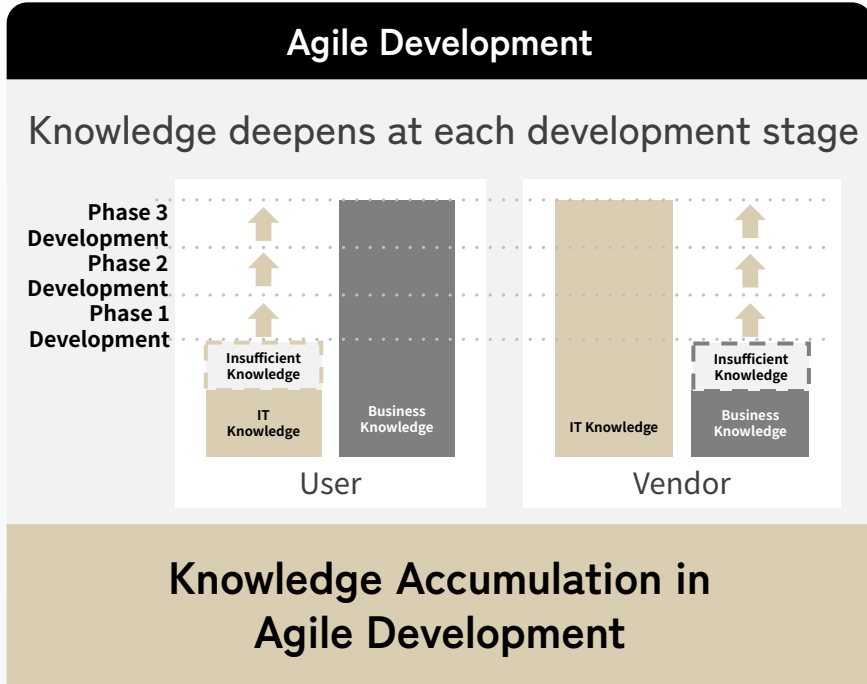 Agile Development
Knowledge deepens at each development stage
Phase 3
Development
Phase 2
Development
Phase 1
Development
Insufficient
Knowledge
IT
Knowledge
Business
Knowledge
User
IT Knowledge
Insufficient
Knowledge
Business
Knowledge
Vendor
Knowledge Accumulation in
Agile Development